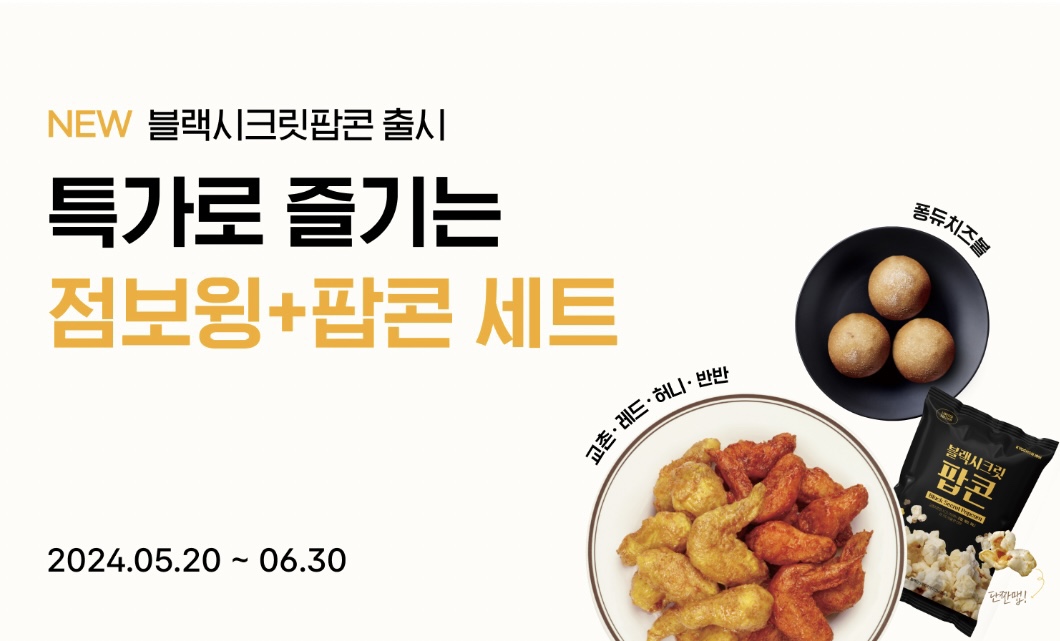 NEW 블랙시크릿팝콘 출시
특가로 즐기는
점보윙+팝콘 세트
퐁듀치즈볼
교촌·레드·허니·반반
블랙시크릿
팝콘
Black Secret Popcorn
단짠맵!
2024.05.20 ~ 06.30